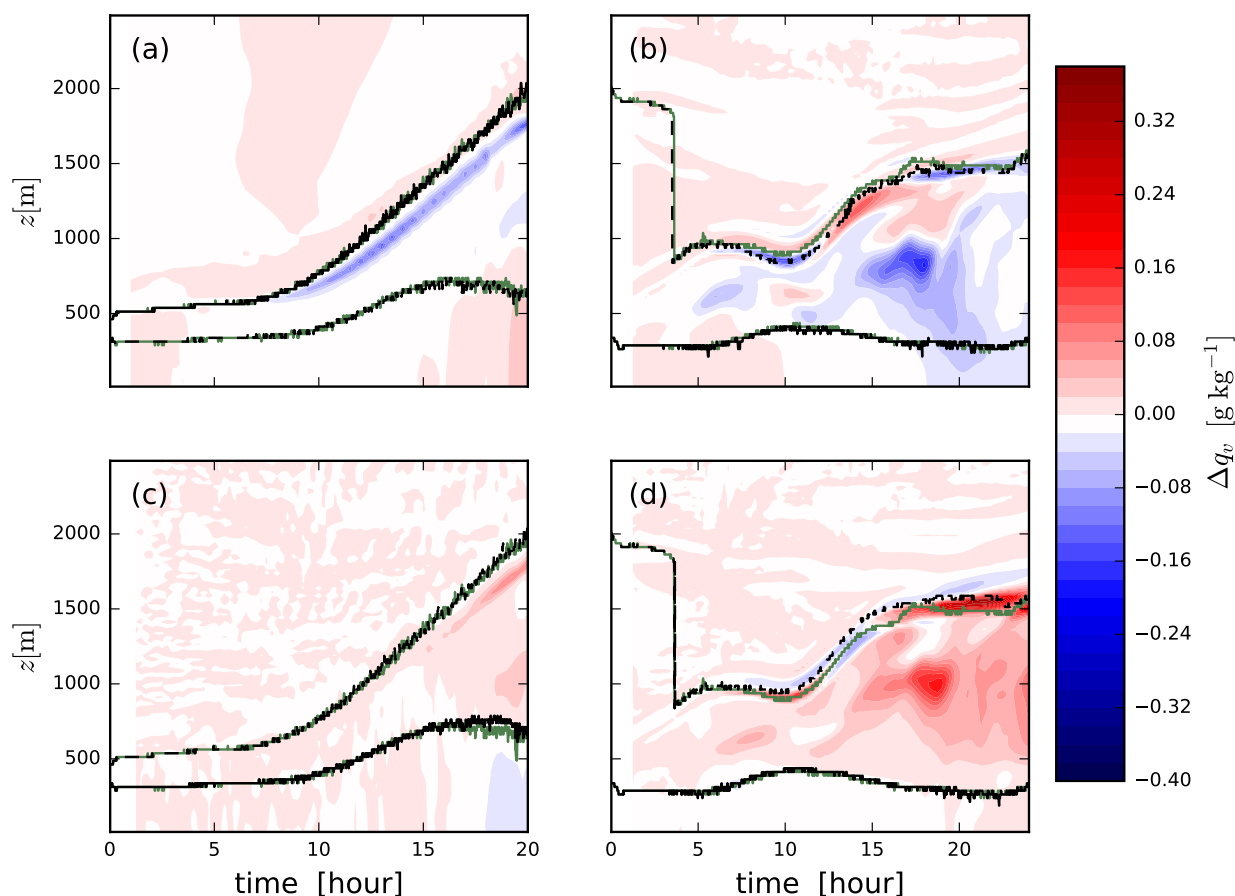 (a)
(b)
2000
1500
1000
500
z[m]
0.32
0.24
0.16
0.08
0.00
−0.08
−0.16
−0.24
−0.32
−0.40
Δq_v [g kg⁻¹]
(c)
(d)
2000
1500
1000
500
z[m]
0 5 10 15 20
0 5 10 15 20
time [hour]
time [hour]